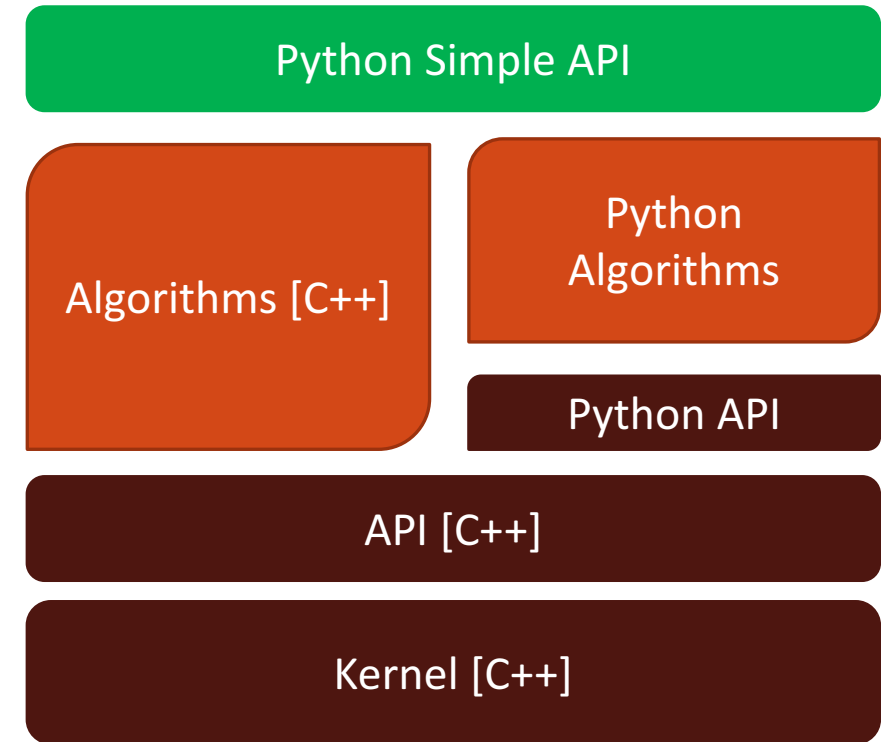 Python Simple API
Algorithms [C++]
Python
Algorithms
Python API
API [C++]
Kernel [C++]